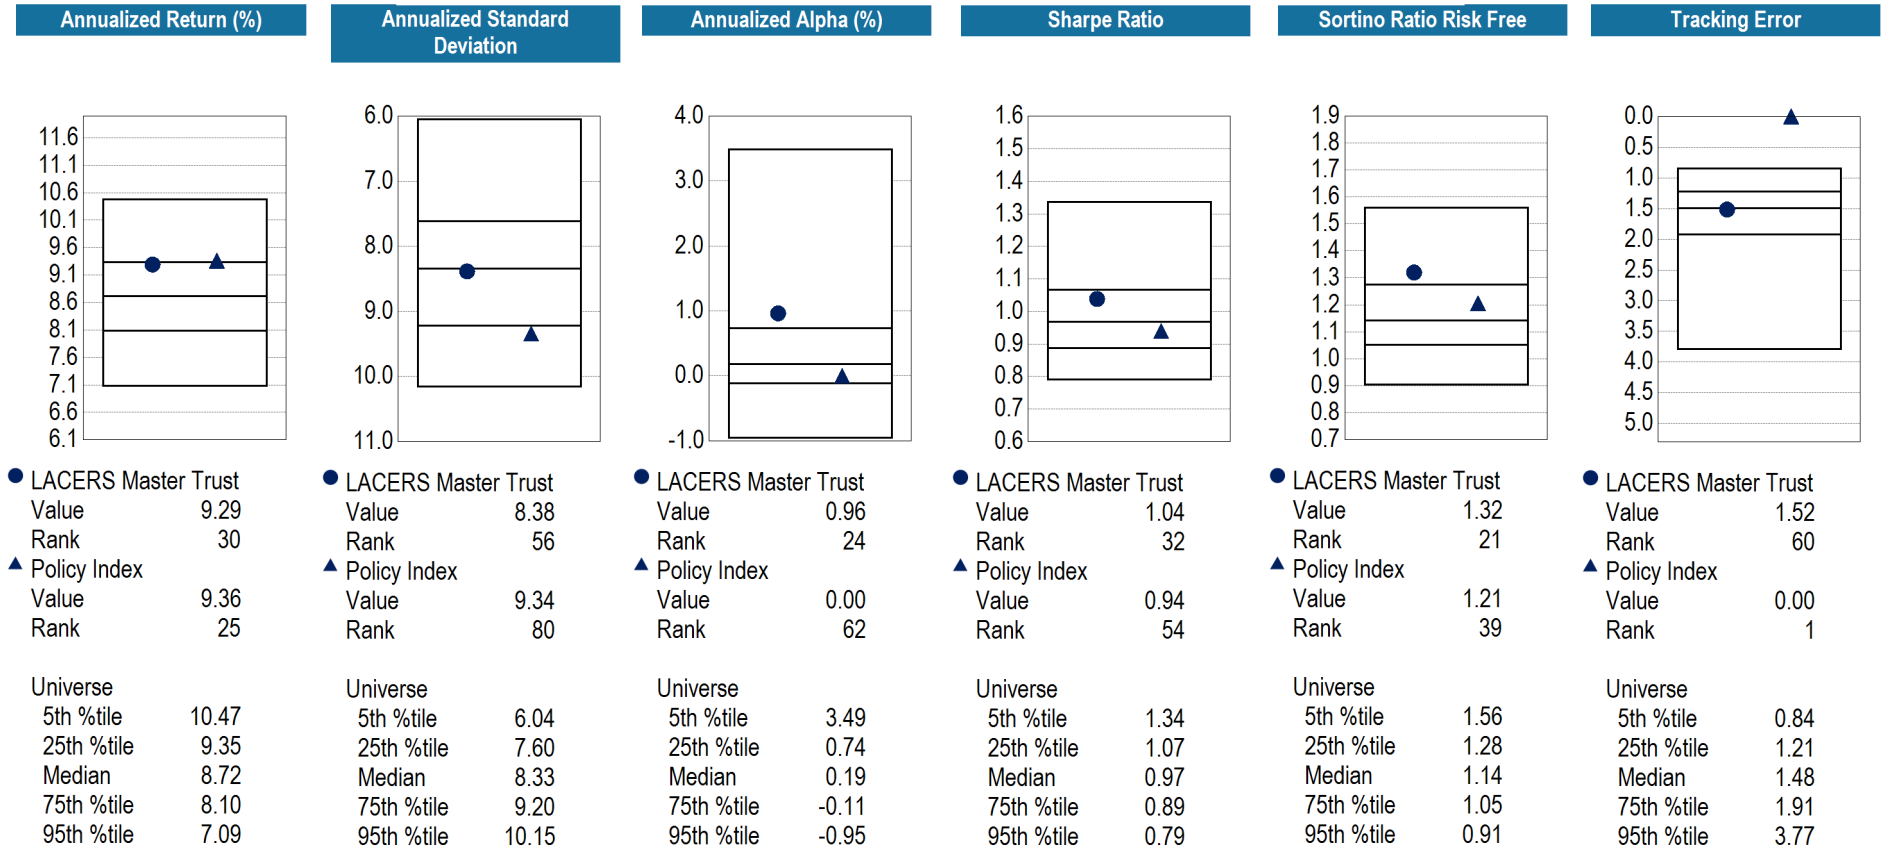 Annualized Return (%)
11.6
11.1
10.6
10.1
9.6
9.1
8.6
8.1
7.6
7.1
6.6
6.1
LACERS Master Trust
Value 9.29
Rank 30
Policy Index
Value 9.36
Rank 25
Universe
5th %tile 10.47
25th %tile 9.35
Median 8.72
75th %tile 8.10
95th %tile 7.09
Annualized Standard
Deviation
6.0
7.0
8.0
9.0
10.0
11.0
LACERS Master Trust
Value 8.38
Rank 56
Policy Index
Value 9.34
Rank 80
Universe
5th %tile 6.04
25th %tile 7.60
Median 8.33
75th %tile 9.20
95th %tile 10.15
Annualized Alpha (%)
4.0
3.0
2.0
1.0
0.0
-1.0
LACERS Master Trust
Value 0.96
Rank 24
Policy Index
Value 0.00
Rank 62
Universe
5th %tile 3.49
25th %tile 0.74
Median 0.19
75th %tile -0.11
95th %tile -0.95
Sharpe Ratio
1.6
1.5
1.4
1.3
1.2
1.1
1.0
0.9
0.8
0.7
0.6
LACERS Master Trust
Value 1.04
Rank 32
Policy Index
Value 0.94
Rank 54
Universe
5th %tile 1.34
25th %tile 1.07
Median 0.97
75th %tile 0.89
95th %tile 0.79
Sortino Ratio Risk Free
1.9
1.8
1.7
1.6
1.5
1.4
1.3
1.2
1.1
1.0
0.9
0.8
0.7
LACERS Master Trust
Value 1.32
Rank 21
Policy Index
Value 1.21
Rank 39
Universe
5th %tile 1.56
25th %tile 1.28
Median 1.14
75th %tile 1.05
95th %tile 0.91
Tracking Error
0.0
0.5
1.0
1.5
2.0
2.5
3.0
3.5
4.0
4.5
5.0
LACERS Master Trust
Value 1.52
Rank 60
Policy Index
Value 0.00
Rank 1
Universe
5th %tile 0.84
25th %tile 1.21
Median 1.48
75th %tile 1.91
95th %tile 3.77